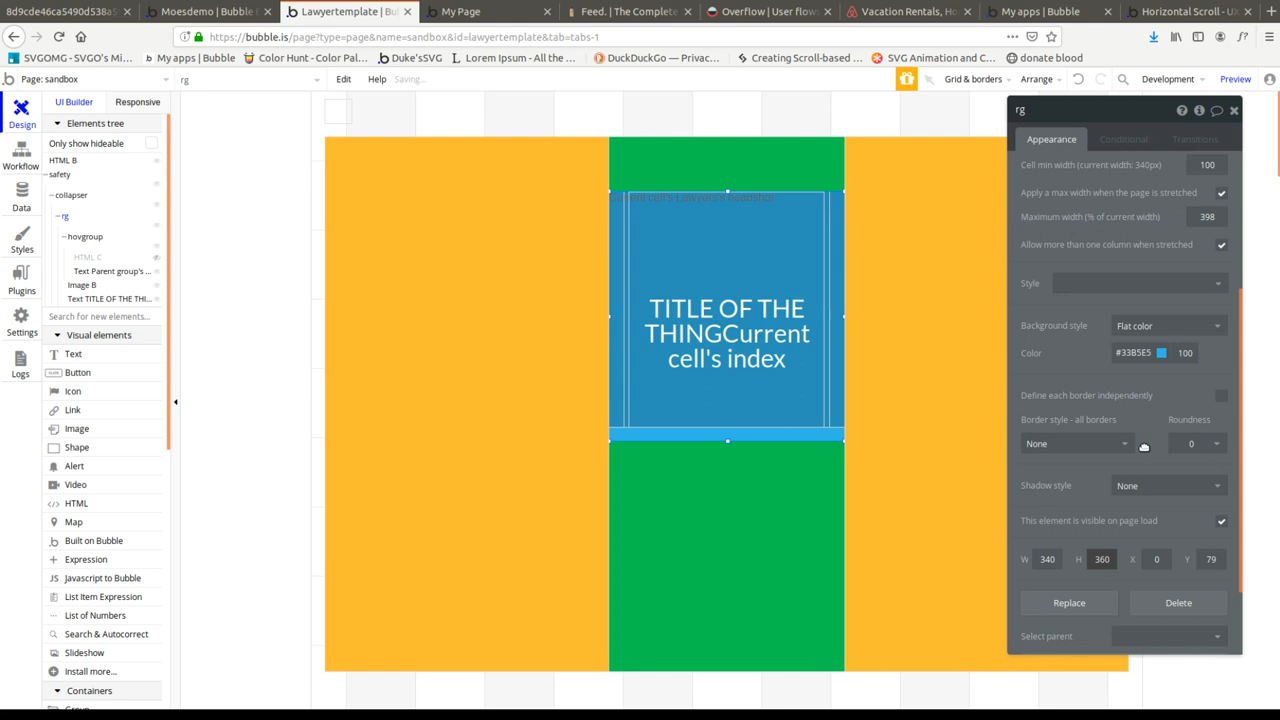 8d9cde46ca5490d538a5
Moesdemo | Bubble
Lawyertemplate | Bu
My Page
Feed. | The Complete
Overflow | User flows
Vacation Rentals, Ho
My apps | Bubble
Horizontal Scroll - UX
https://bubble.is/page?type=page&name=sandbox&id=lawyertemplate&tab=tabs-1
SVGOMG - SVGO's Mi…
My apps | Bubble
Color Hunt - Color Pal…
Duke'sSVG
Lorem Ipsum - All the …
DuckDuckGo — Privac…
Creating Scroll-based …
SVG Animation and C…
donate blood
Page: sandbox
rg
Edit
Help
Saving...
Grid & borders
Arrange
Development
Preview
Design
Workflow
Data
Styles
Plugins
Settings
Logs
UI Builder
Responsive
Elements tree
Only show hideable
HTML B
safety
collapser
rg
hovgroup
HTML C
Text Parent group's ...
Image B
Text TITLE OF THE THI...
Search for new elements...
Visual elements
Text
Button
Icon
Link
Image
Shape
Alert
Video
HTML
Map
Built on Bubble
Expression
Javascript to Bubble
List Item Expression
List of Numbers
Search & Autocorrect
Slideshow
Install more...
Containers
Current cell's Lawyers's headshot
TITLE OF THE
THINGCurrent
cell's index
rg
Appearance
Conditional
Transitions
Cell min width (current width: 340px)
100
Apply a max width when the page is stretched
Maximum width (% of current width)
398
Allow more than one column when stretched
Style
Background style
Flat color
Color
#33B5E5
100
Define each border independently
Border style - all borders
Roundness
None
0
Shadow style
None
This element is visible on page load
W 340 H 360 X 0 Y 79
Replace
Delete
Select parent